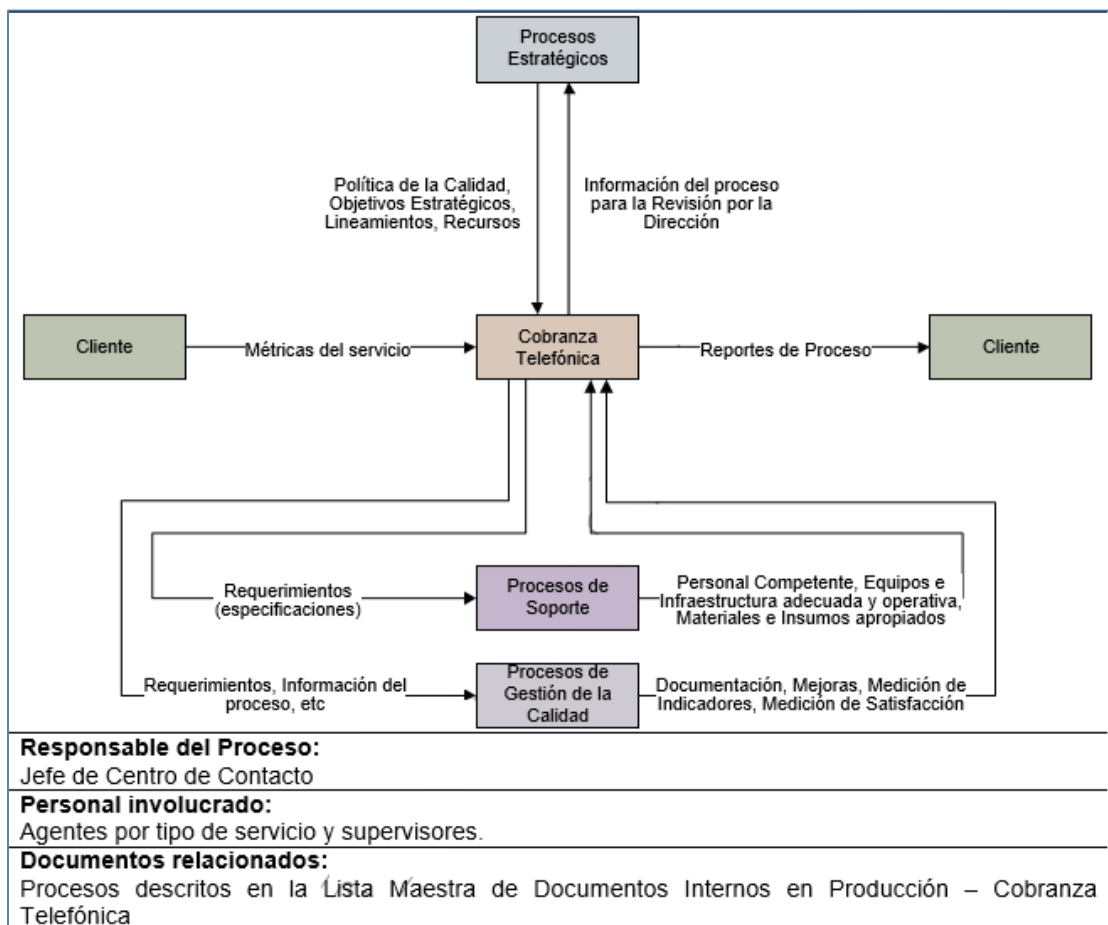 Procesos
Estratégicos
Política de la Calidad,
Objetivos Estratégicos,
Lineamientos, Recursos
Información del proceso
para la Revisión por la
Dirección
Cliente
Métricas del servicio
Cobranza
Telefónica
Reportes de Proceso
Cliente
Requerimientos
(especificaciones)
Procesos de
Soporte
Personal Competente, Equipos e
Infraestructura adecuada y operativa,
Materiales e Insumos apropiados
Requerimientos, Información del
proceso, etc
Procesos de
Gestión de la
Calidad
Documentación, Mejoras, Medición de
Indicadores, Medición de Satisfacción
Responsable del Proceso:
Jefe de Centro de Contacto
Personal involucrado:
Agentes por tipo de servicio y supervisores.
Documentos relacionados:
Procesos descritos en la Lista Maestra de Documentos Internos en Producción – Cobranza
Telefónica